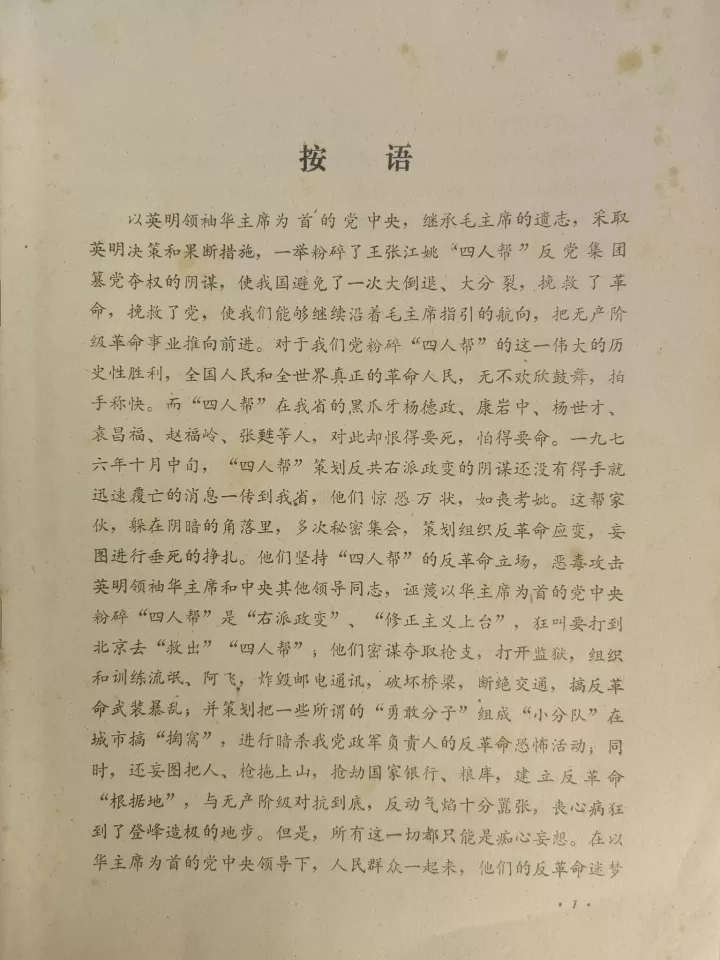 按 语
以英明领袖华主席为首的党中央，继承毛主席的遗志，采取
英明决策和果断措施，一举粉碎了王张江姚“四人帮”反党集团
篡党夺权的阴谋，使我国避免了一次大倒退、大分裂，挽救了革
命，挽救了党，使我们能够继续沿着毛主席指引的航向，把无产阶
级革命事业推向前进。对于我们党粉碎“四人帮”的这一伟大的历
史性胜利，全国人民和全世界真正的革命人民，无不欢欣鼓舞，拍
手称快。而“四人帮”在我省的黑爪牙杨德政、康岩中、杨世才、
袁昌福、赵福岭、张甦等人，对此却恨得要死，怕得要命。一九七
六年十月中旬，“四人帮”策划反共右派政变的阴谋还没有得手就
迅速覆亡的消息一传到我省，他们惊恐万状，如丧考妣。这帮家
伙，躲在阴暗的角落里，多次秘密集会，策划组织反革命应变，妄
图进行垂死的挣扎。他们坚持“四人帮”的反革命立场，恶毒攻击
英明领袖华主席和中央其他领导同志，诬蔑以华主席为首的党中央
粉碎“四人帮”是“右派政变”、“修正主义上台”，狂叫要打到
北京去“救出”“四人帮”；他们密谋夺取枪支，打开监狱，组织
和训练流氓、阿飞，炸毁邮电通讯，破坏桥梁，断绝交通，搞反革
命武装暴乱；并策划把一些所谓的“勇敢分子”组成“小分队”在
城市搞“掏窝”，进行暗杀我党政军负责人的反革命恐怖活动；同
时，还妄图把人、枪拖上山，抢劫国家银行、粮库，建立反革命
“根据地”，与无产阶级对抗到底，反动气焰十分嚣张，丧心病狂
到了登峰造极的地步。但是，所有这一切都只能是痴心妄想。在以
华主席为首的党中央领导下，人民群众一起来，他们的反革命迷梦
• 1 •